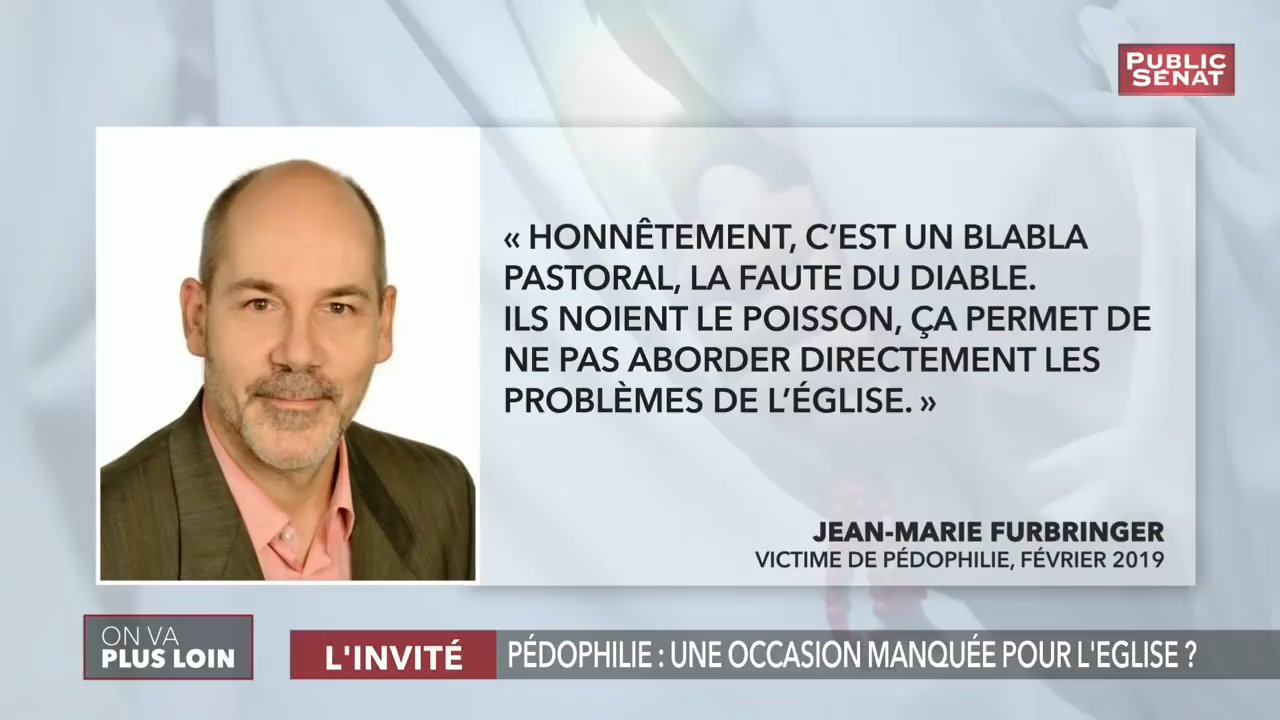 PUBLIC
SÉNAT
« HONNÊTEMENT, C’EST UN BLABLA
PASTORAL, LA FAUTE DU DIABLE.
ILS NOIENT LE POISSON, ÇA PERMET DE
NE PAS ABORDER DIRECTEMENT LES
PROBLÈMES DE L’ÉGLISE. »
JEAN-MARIE FURBRINGER
VICTIME DE PÉDOPHILIE, FÉVRIER 2019
ON VA
PLUS LOIN
L'INVITÉ
PÉDOPHILIE : UNE OCCASION MANQUÉE POUR L'EGLISE ?